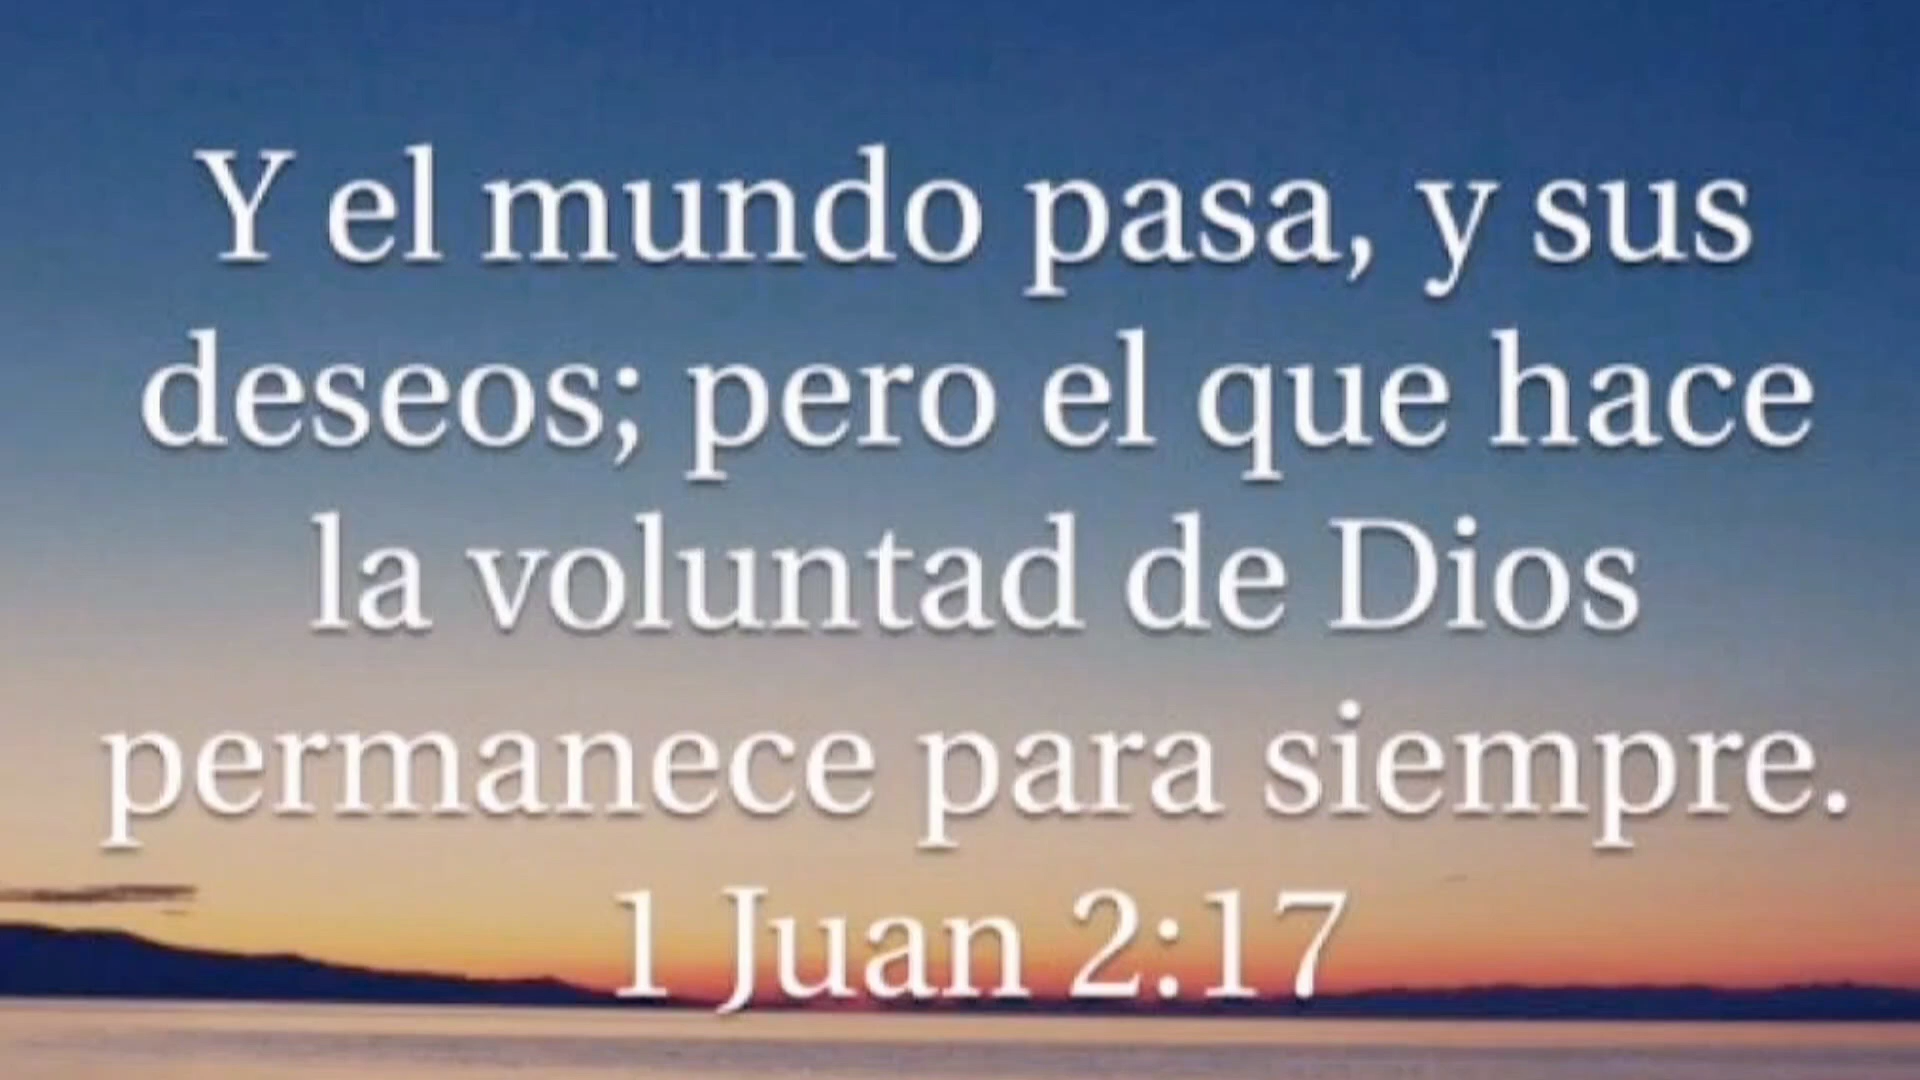 Y el mundo pasa, y sus
deseos; pero el que hace
la voluntad de Dios
permanece para siempre.
1 Juan 2:17